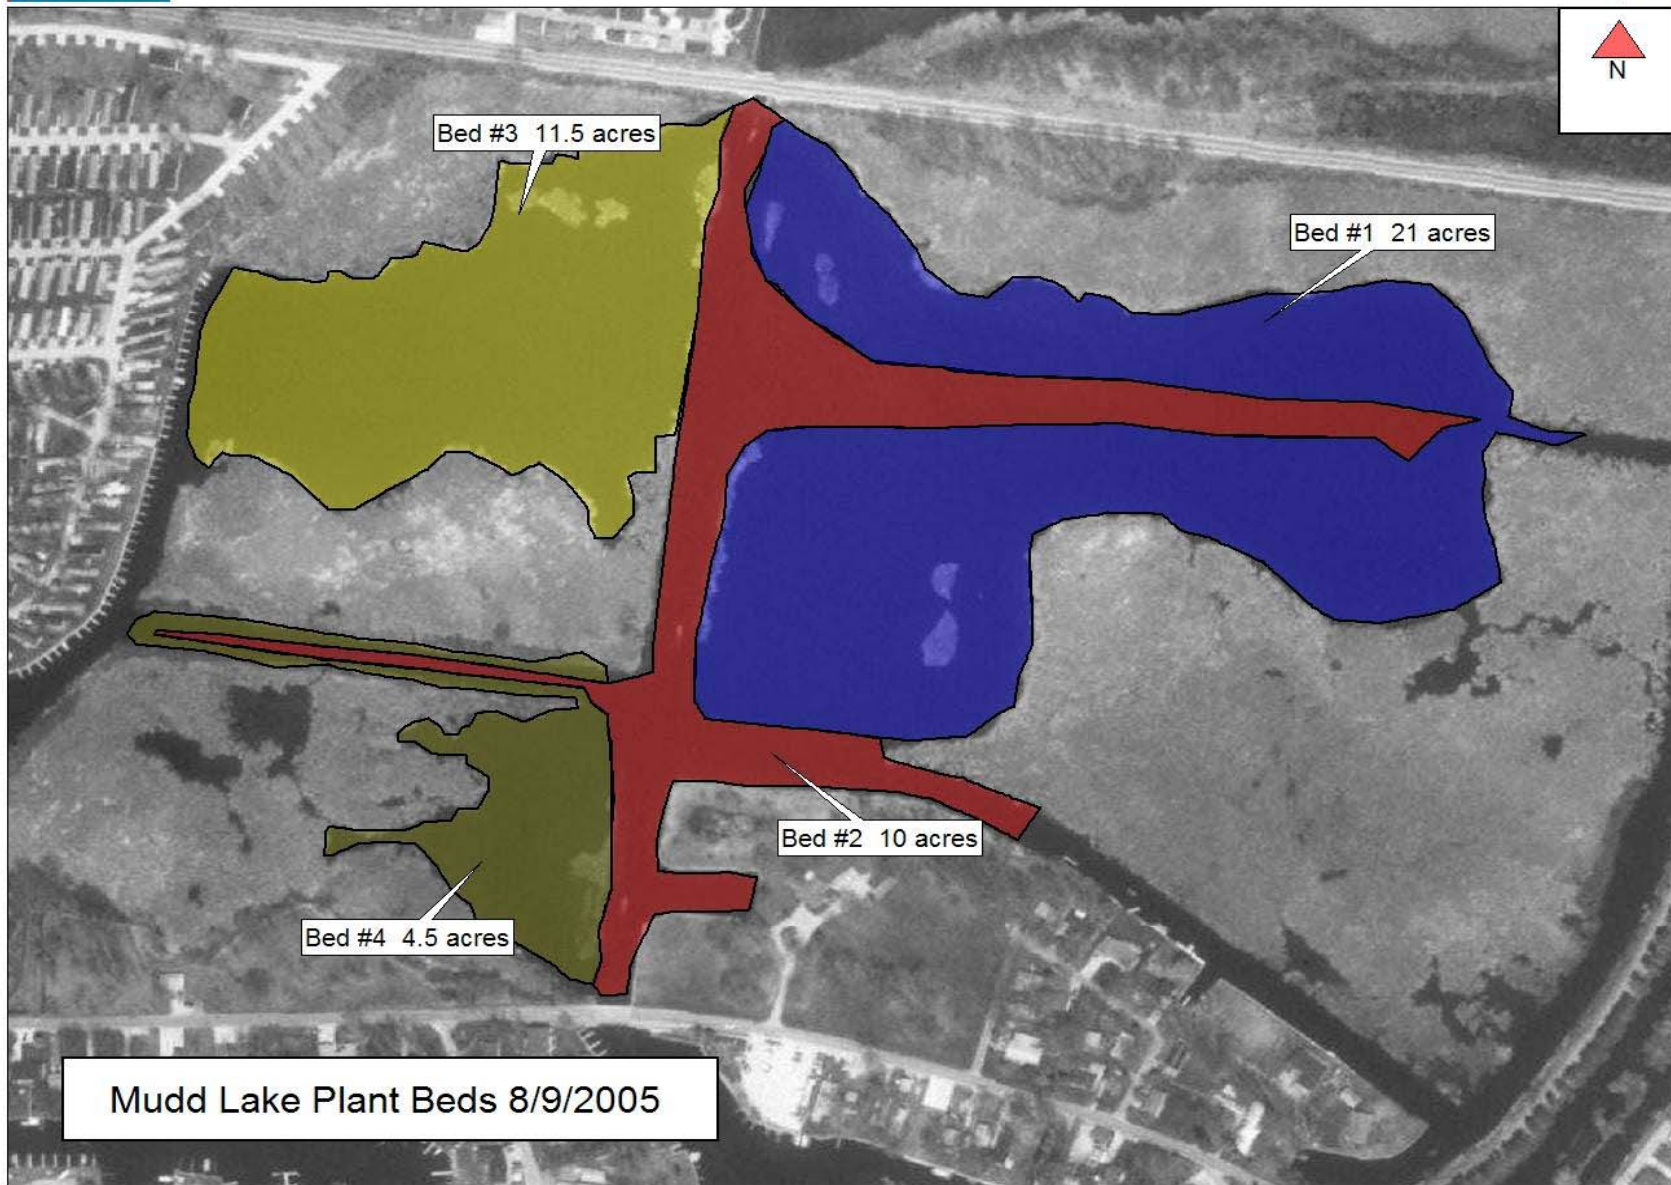 N
Bed #3 11.5 acres
Bed #1 21 acres
Bed #2 10 acres
Bed #4 4.5 acres
Mudd Lake Plant Beds 8/9/2005